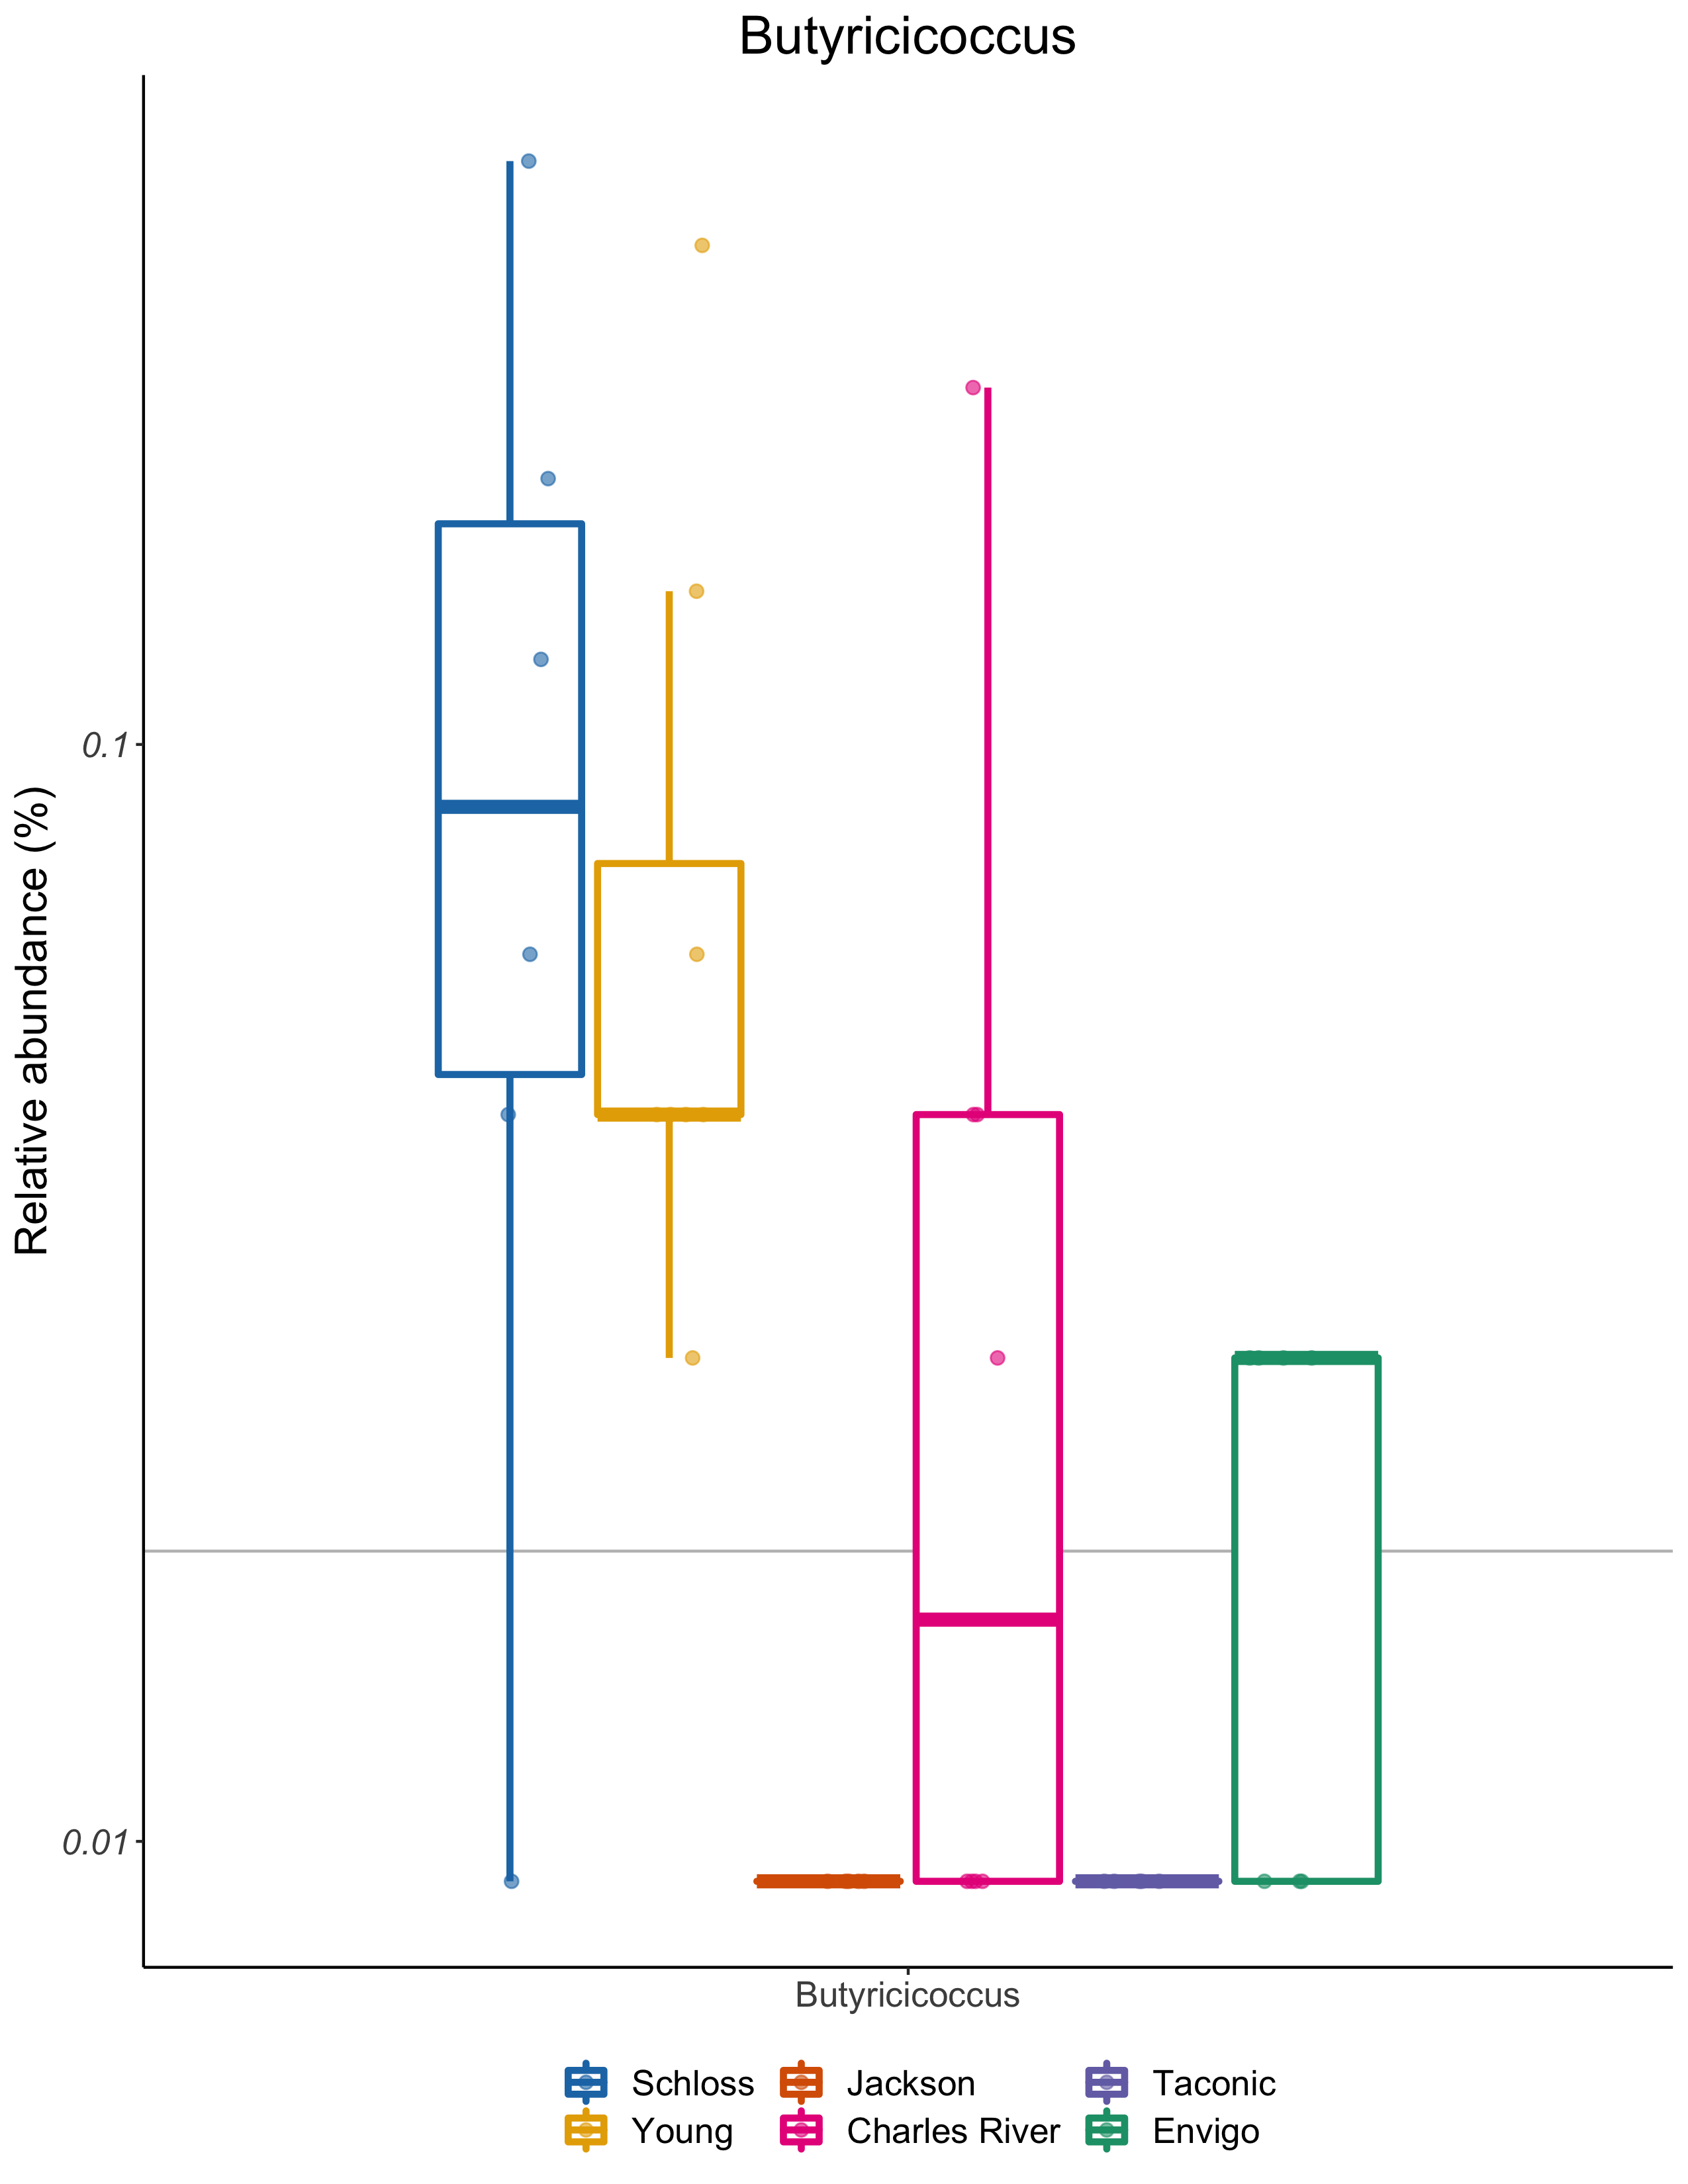 Butyricicoccus
Relative abundance (%)
0.1
0.01
Butyricicoccus
Schloss
Jackson
Taconic
Young
Charles River
Envigo